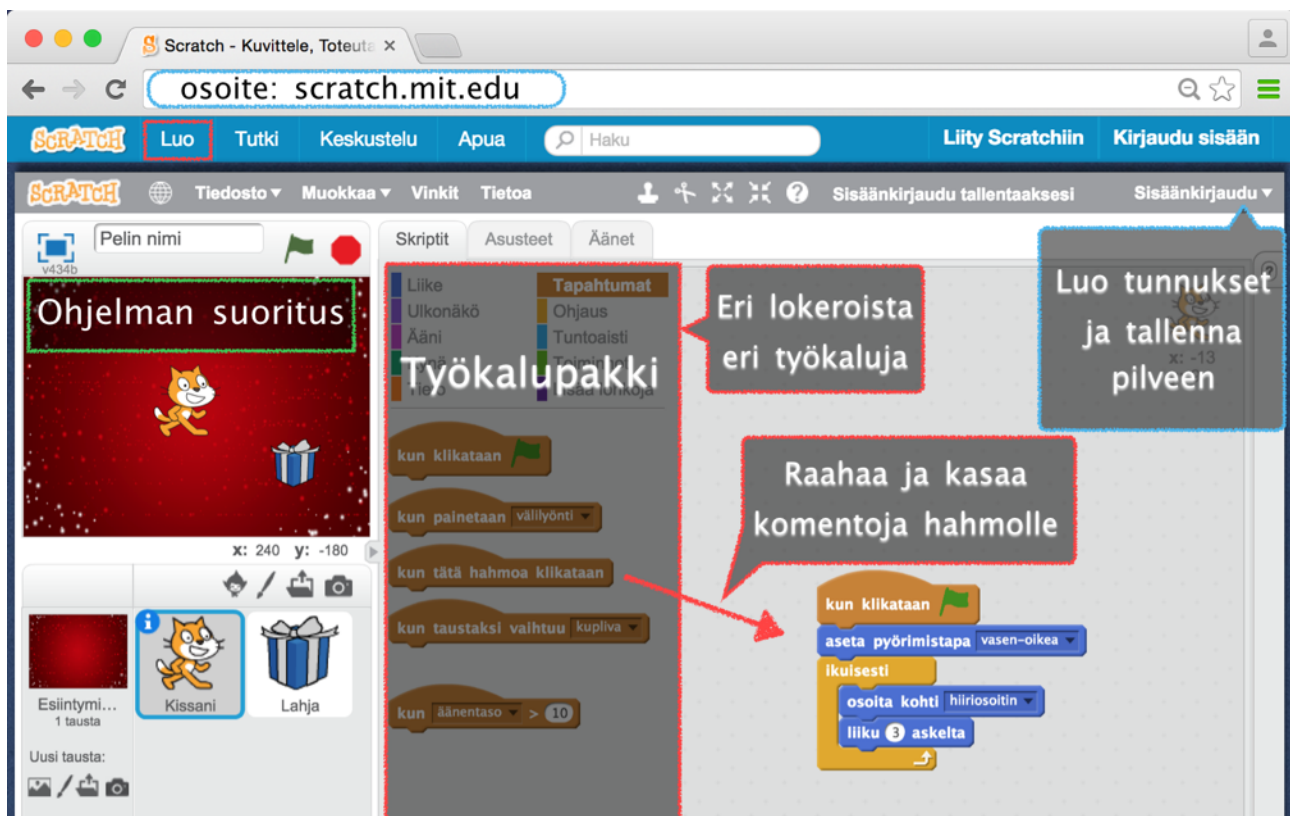 Scratch - Kuvittele, Toteuta
osoite: scratch.mit.edu
SCRATCH Luo Tutki Keskustelu Apua Haku Liity Scratchiin Kirjaudu sisään
SCRATCH Tiedosto Muokkaa Vinkit Tietoa Sisäänkirjaudu tallentaaksesi Sisäänkirjaudu
Pelin nimi
v434b
Ohjelman suoritus
x: 240 y: -180
Esiintymi...
1 tausta
Kissani
Lahja
Uusi tausta:
Skriptit Asusteet Äänet
Liike Tapahtumat
Ulkonäkö Ohjaus
Ääni Tuntoaisti
Työkalupakki
kun klikataan
kun painetaan välilyönti
kun tätä hahmoa klikataan
kun taustaksi vaihtuu kupliva
kun äänentaso > 10
Eri lokeroista
eri työkaluja
Luo tunnukset
ja tallenna
x: -13
pilveen
Raahaa ja kasaa
komentoja hahmolle
kun klikataan
aseta pyörimistapa vasen-oikea
ikuisesti
osoita kohti hiiriosoitin
liiku 3 askelta